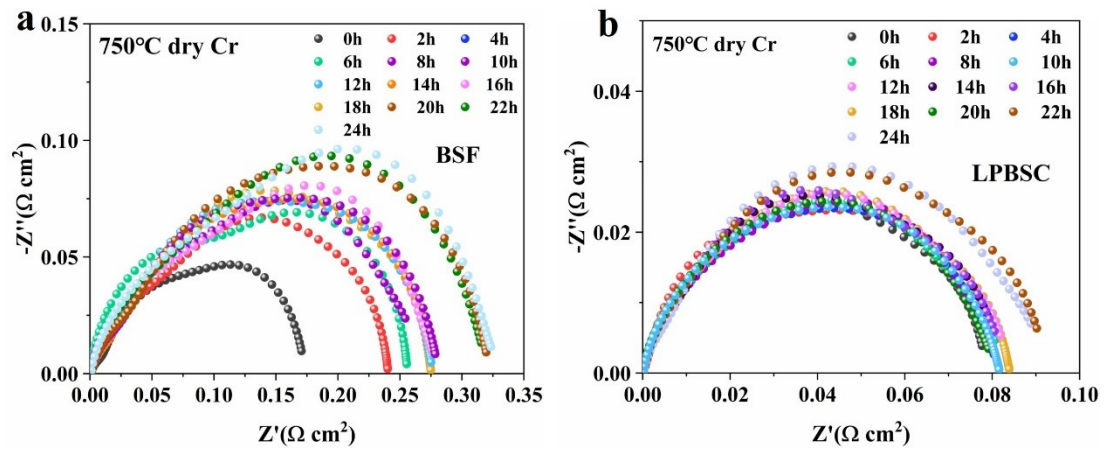 a
750°C dry Cr
0h 2h 4h
6h 8h 10h
12h 14h 16h
18h 20h 22h
24h
BSF
0.15
0.10
0.05
0.00
-Z''(Ω cm²)
0.00 0.05 0.10 0.15 0.20 0.25 0.30 0.35
Z'(Ω cm²)
b
750°C dry Cr
0h 2h 4h
6h 8h 10h
12h 14h 16h
18h 20h 22h
24h
LPBSC
0.04
0.02
0.00
-Z''(Ω cm²)
0.00 0.02 0.04 0.06 0.08 0.10
Z'(Ω cm²)